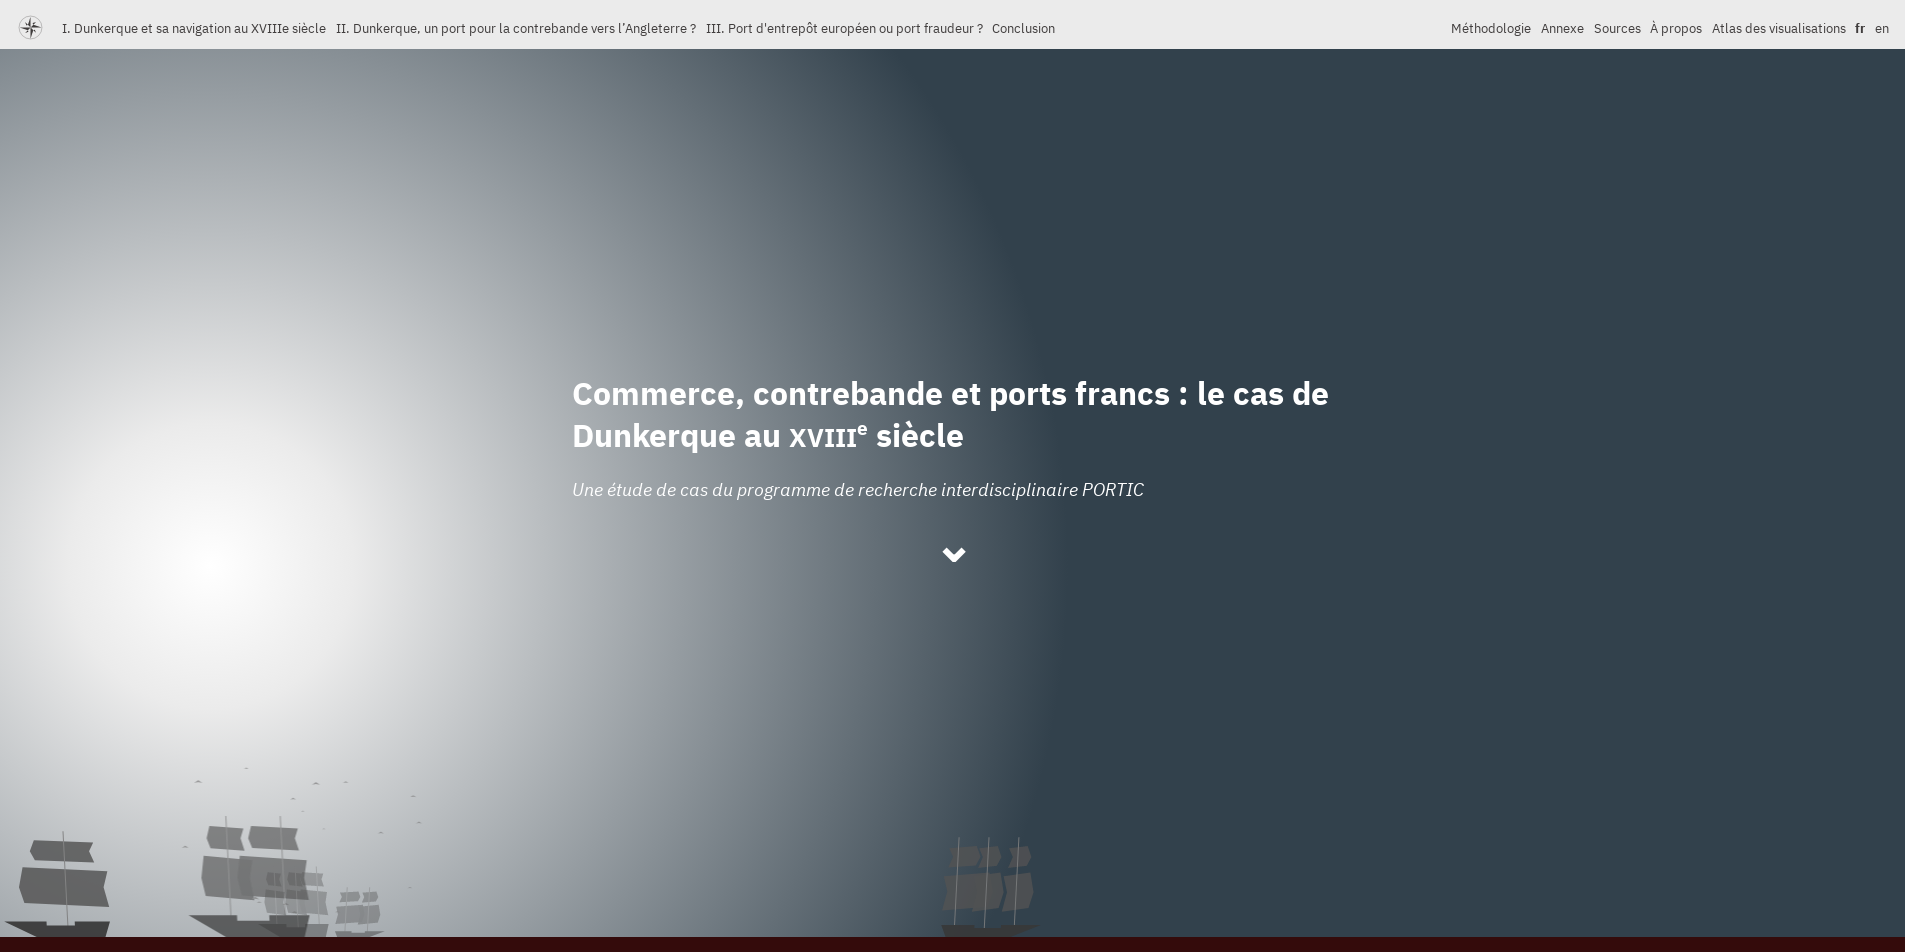 I. Dunkerque et sa navigation au XVIIIe siècle II. Dunkerque, un port pour la contrebande vers l’Angleterre ? III. Port d'entrepôt européen ou port fraudeur ? Conclusion Méthodologie Annexe Sources À propos Atlas des visualisations fr en
Commerce, contrebande et ports francs : le cas de
Dunkerque au XVIIIe siècle
Une étude de cas du programme de recherche interdisciplinaire PORTIC